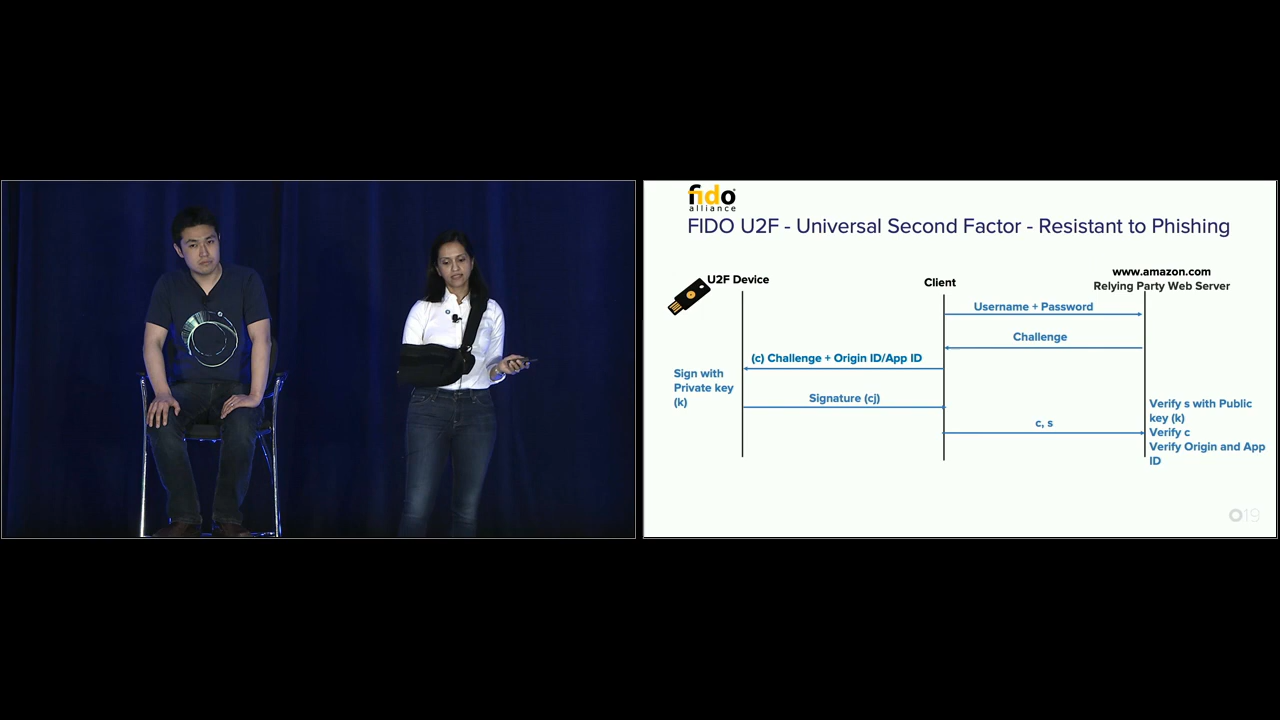 fido
alliance
FIDO U2F - Universal Second Factor - Resistant to Phishing
U2F Device
Client
www.amazon.com
Relying Party Web Server
Username + Password
Challenge
(c) Challenge + Origin ID/App ID
Sign with
Private key
(k)
Signature (cj)
c, s
Verify s with Public
key (k)
Verify c
Verify Origin and App
ID
O19